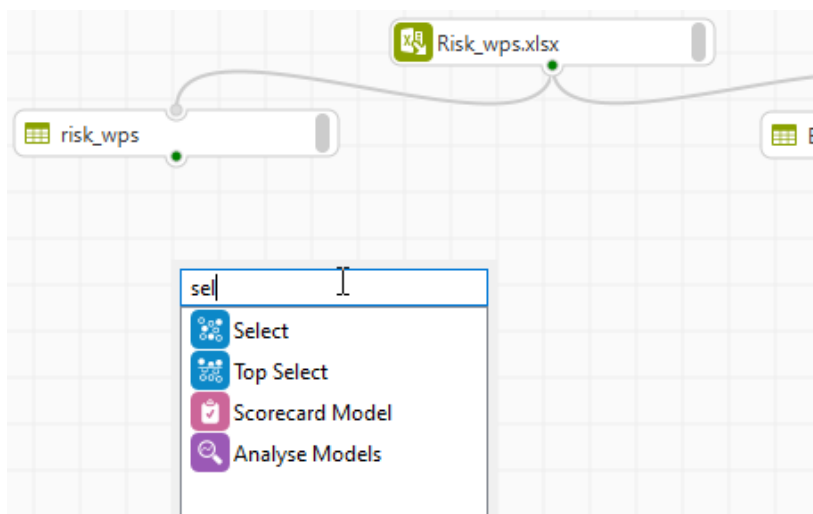 Risk_wps.xlsx
risk_wps
sel
Select
Top Select
Scorecard Model
Analyse Models